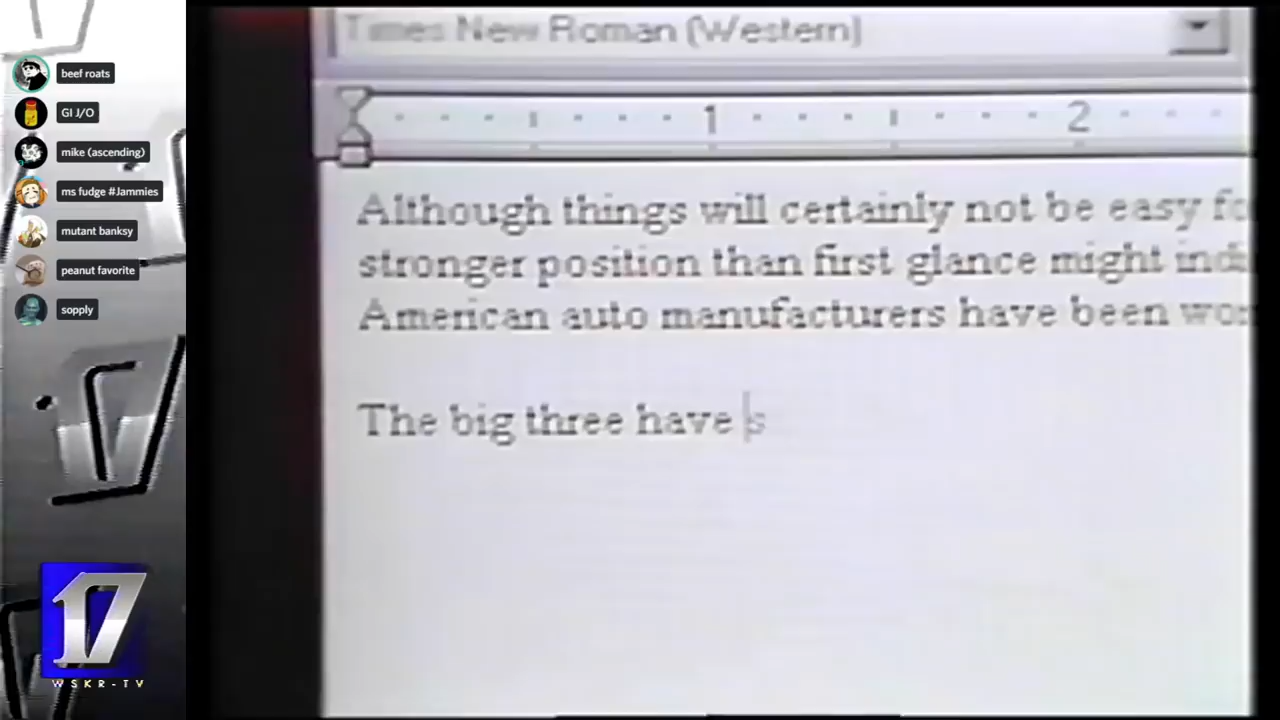 beef roats
GI J/O
mike (ascending)
ms fudge #Jammies
mutant banksy
peanut favorite
sopply
17
WSKR-TV
Times New Roman (Western)
1 2
Although things will certainly not be easy
stronger position than first glance might
American auto manufacturers have been
The big three have s